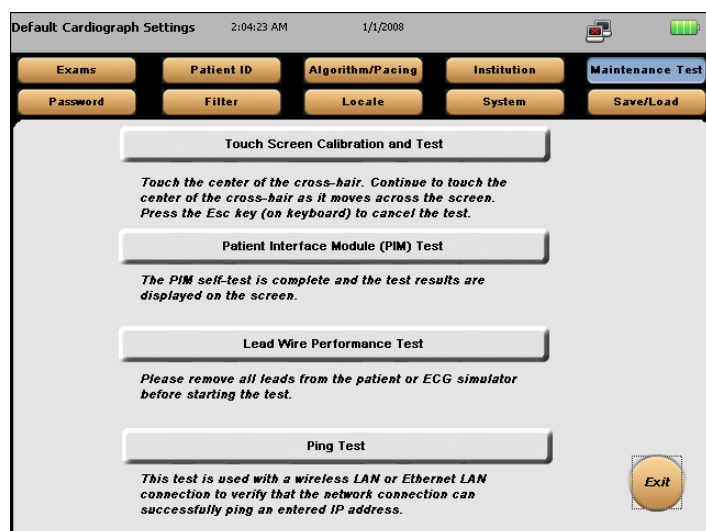 Default Cardiograph Settings 2:04:23 AM 1/1/2008
Exams Patient ID Algorithm/Pacing Institution Maintenance Test
Password Filter Locale System Save/Load
Touch Screen Calibration and Test
Touch the center of the cross-hair. Continue to touch the
center of the cross-hair as it moves across the screen.
Press the Esc key (on keyboard) to cancel the test.
Patient Interface Module (PIM) Test
The PIM self-test is complete and the test results are
displayed on the screen.
Lead Wire Performance Test
Please remove all leads from the patient or ECG simulator
before starting the test.
Ping Test
This test is used with a wireless LAN or Ethernet LAN
connection to verify that the network connection can
successfully ping an entered IP address.
Exit